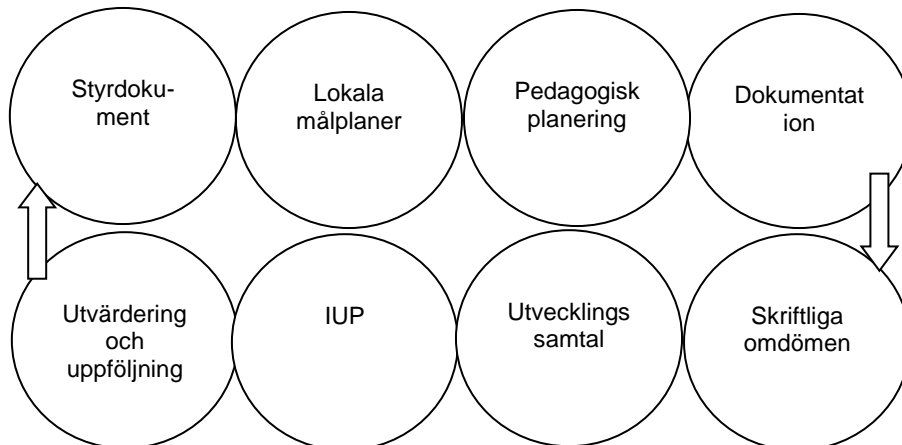 Styrdoku-
ment
Lokala
målplaner
Pedagogisk
planering
Dokumentat
ion
Utvärdering
och
uppföljning
IUP
Utvecklings
samtal
Skriftliga
omdömen